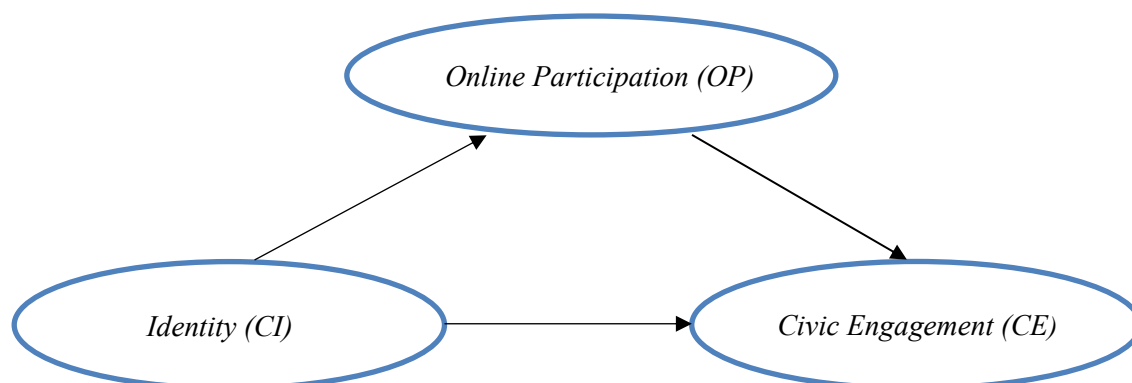 Online Participation (OP)
Identity (CI)
Civic Engagement (CE)